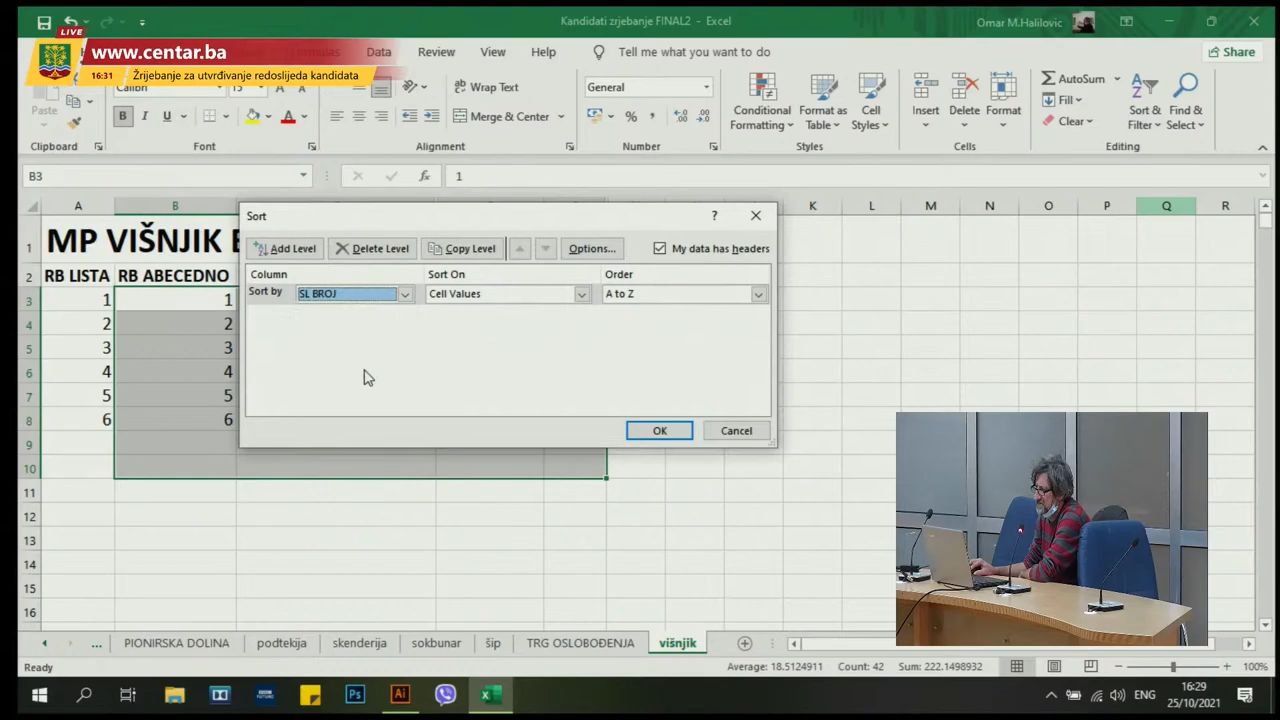 Kandidati zrjebanje FINAL2 - Excel
Omar M.Halilovic
LIVE
www.centar.ba
16:31
Žrijebanje za utvrđivanje redoslijeda kandidata
Data
Review
View
Help
Tell me what you want to do
Share
Paste
Calibri
B I U
A
Wrap Text
Merge & Center
General
%
Conditional Formatting
Format as Table
Cell Styles
Insert
Delete
Format
AutoSum
Fill
Clear
Sort & Filter
Find & Select
Clipboard
Font
Alignment
Number
Styles
Cells
Editing
B3
fx
1
A B K L M N O P Q R
1 MP VIŠNJIK
2 RB LISTA RB ABECEDNO
3 1 1
4 2 2
5 3 3
6 4 4
7 5 5
8 6 6
9
10
11
12
13
14
15
16
Sort
?
Add Level
Delete Level
Copy Level
Options...
My data has headers
Column Sort On Order
Sort by SL BROJ Cell Values A to Z
OK
Cancel
...
PIONIRSKA DOLINA
podtekija
skenderija
sokbunar
šip
TRG OSLOBOĐENJA
višnjik
Ready
Average: 18.5124911
Count: 42
Sum: 222.1498932
100%
Ps
Ai
ENG
16:29
25/10/2021